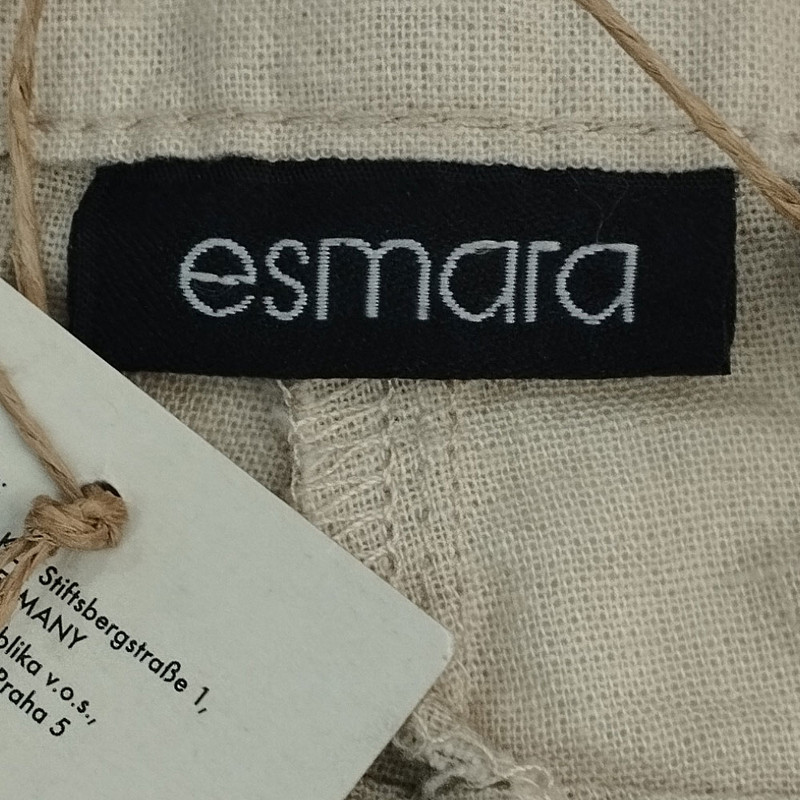 esmara
Stiftsbergstraße 1,
MANY
blika v.o.s.,
Praha 5